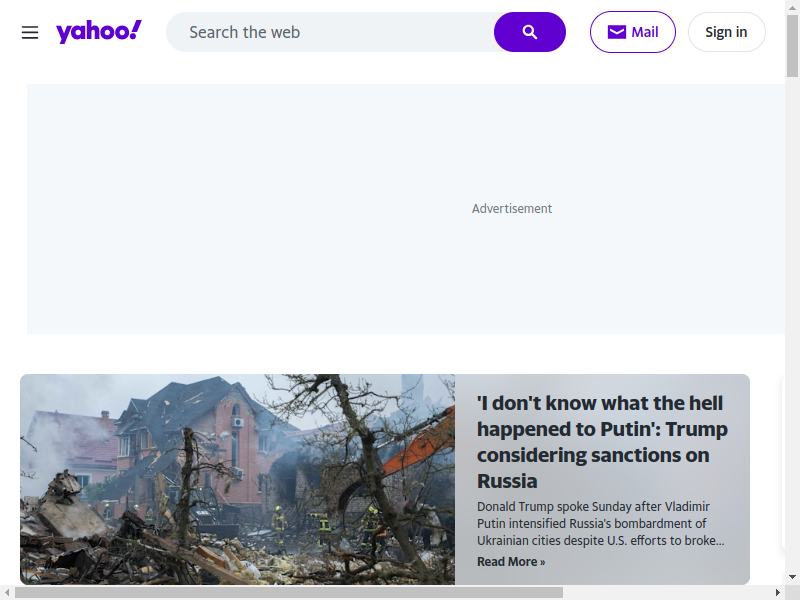 yahoo!
Search the web
Mail
Sign in
Advertisement
'I don't know what the hell
happened to Putin': Trump
considering sanctions on
Russia
Donald Trump spoke Sunday after Vladimir
Putin intensified Russia's bombardment of
Ukrainian cities despite U.S. efforts to broke...
Read More »